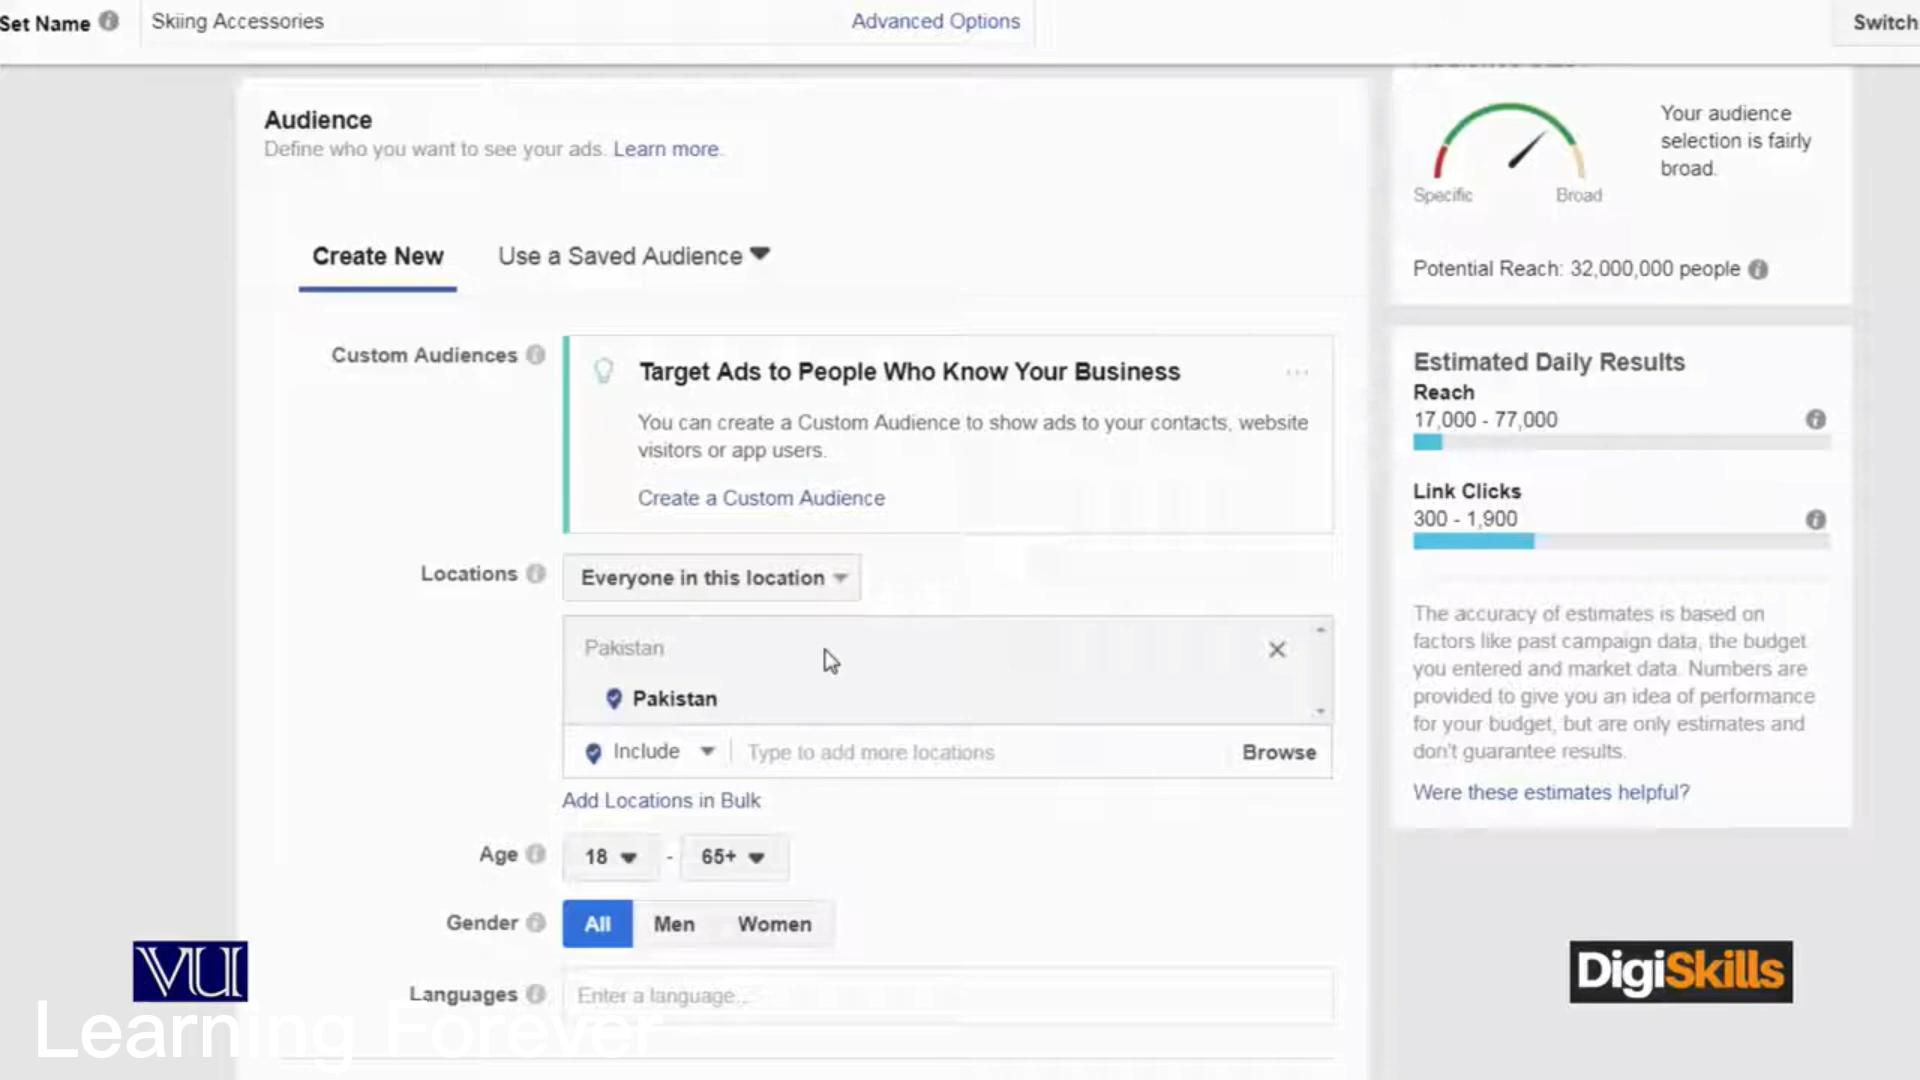 Set Name
Skiing Accessories
Advanced Options
Switch
Audience
Define who you want to see your ads. Learn more.
Create New
Use a Saved Audience
Custom Audiences
Target Ads to People Who Know Your Business
You can create a Custom Audience to show ads to your contacts, website
visitors or app users.
Create a Custom Audience
Locations
Everyone in this location
Pakistan
Pakistan
Include
Type to add more locations
Browse
Add Locations in Bulk
Age
18
-
65+
Gender
All
Men
Women
Languages
Enter a language...
Your audience
selection is fairly
broad.
Specific
Broad
Potential Reach: 32,000,000 people
Estimated Daily Results
Reach
17,000 - 77,000
Link Clicks
300 - 1,900
The accuracy of estimates is based on
factors like past campaign data, the budget
you entered and market data. Numbers are
provided to give you an idea of performance
for your budget, but are only estimates and
don't guarantee results.
Were these estimates helpful?
VU
Learning Forever
DigiSkills